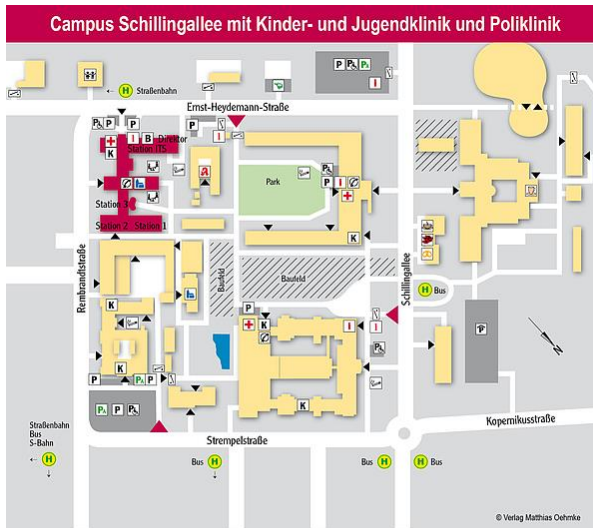 Campus Schillingallee mit Kinder- und Jugendklinik und Poliklinik
P P P
i
H Straßenbahn
Ernst-Heydemann-Straße
P P P P
i
i B Direktor
K Station ITS
Park
P
P i
Station 3
Station 2 Station 1
K
Rembrandtstraße
Baufeld
Baufeld
Schillingallee
H Bus
K
P
K
i
i
P
P
K
P P P
K
P P P
Straßenbahn
Bus
S-Bahn
H
Strempelstraße
Kopernikusstraße
Bus H
Bus H
H Bus
N
© Verlag Matthias Oehmke